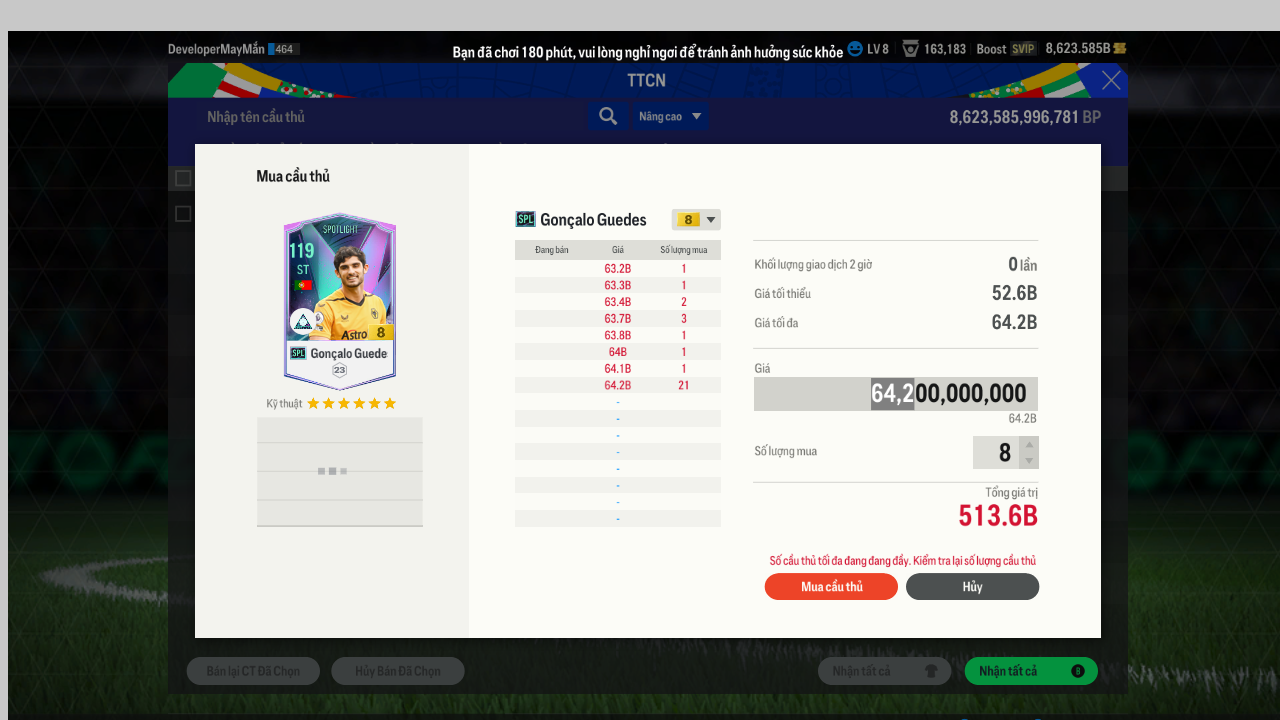 DeveloperMayMắn 464
Bạn đã chơi 180 phút, vui lòng nghỉ ngơi để tránh ảnh hưởng sức khỏe
LV 8 163,183 Boost SVIP 8,623.585B
TTCN
Nhập tên cầu thủ
Nâng cao
8,623,585,996,781 BP
Mua cầu thủ
SPOTLIGHT
119
ST
Astro
8
SPL Gonçalo Guede
23
Kỹ thuật
SPL Gonçalo Guedes 8
Đang bán Giá Số lượng mua
63.2B 1
63.3B 1
63.4B 2
63.7B 3
63.8B 1
64B 1
64.1B 1
64.2B 21
-
-
-
-
-
-
-
-
Khối lượng giao dịch 2 giờ 0 lần
Giá tối thiểu 52.6B
Giá tối đa 64.2B
Giá
64,200,000,000
64.2B
Số lượng mua 8
Tổng giá trị
513.6B
Số cầu thủ tối đa đang đang đầy. Kiểm tra lại số lượng cầu thủ
Mua cầu thủ Hủy
Bán lại CT Đã Chọn Hủy Bán Đã Chọn Nhận tất cả Nhận tất cả 8